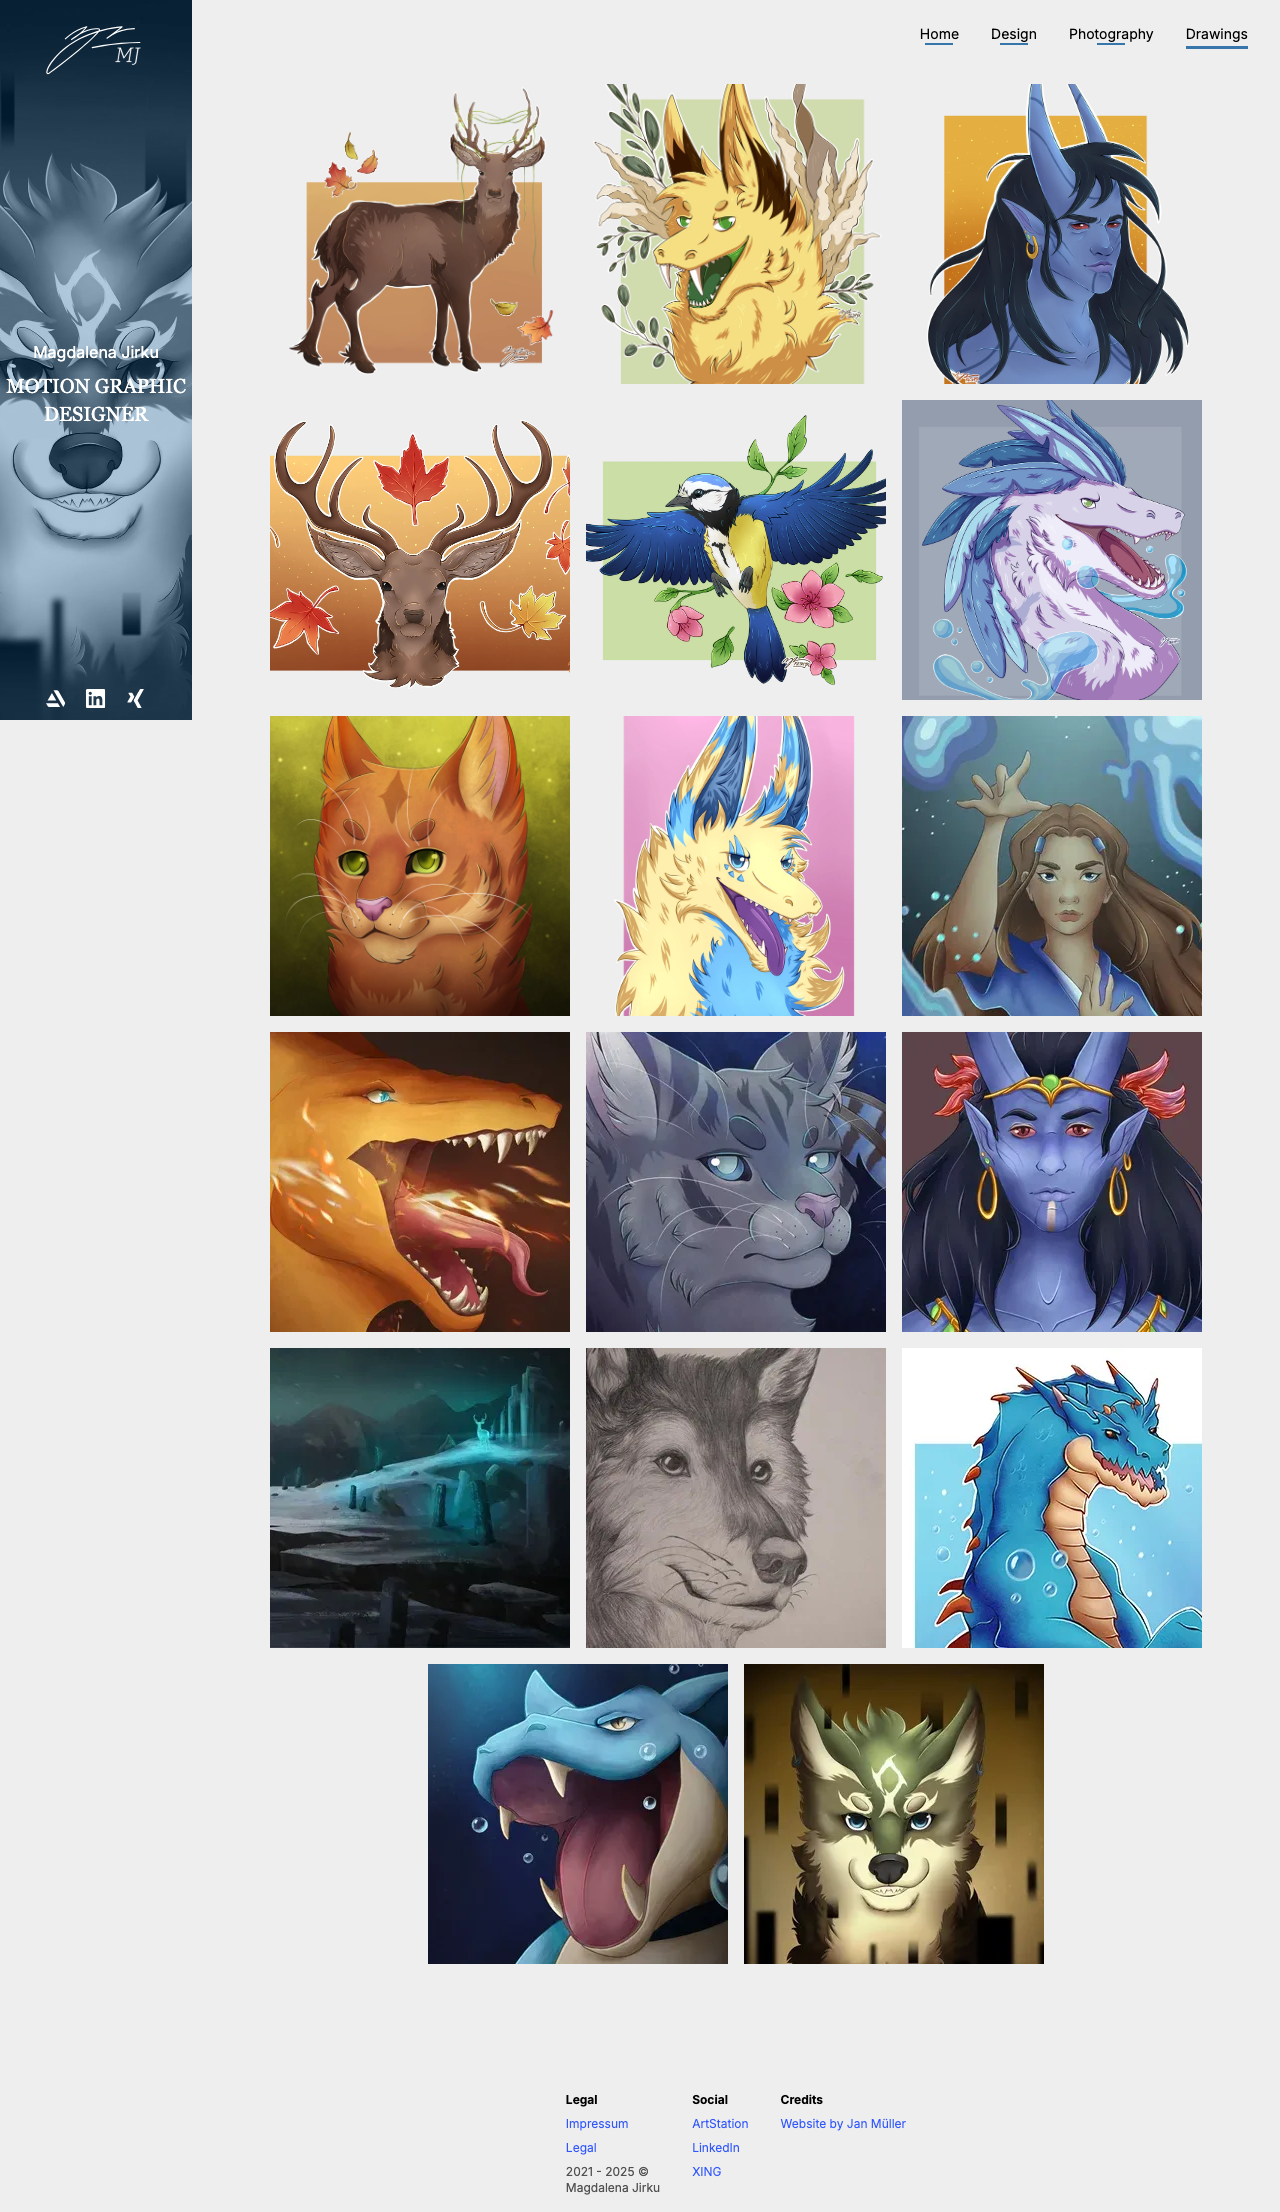 MJ
Magdalena Jirku
MOTION GRAPHIC
DESIGNER
Home
Design
Photography
Drawings
Legal
Impressum
Legal
2021 - 2025 ©
Magdalena Jirku
Social
ArtStation
LinkedIn
XING
Credits
Website by Jan Müller